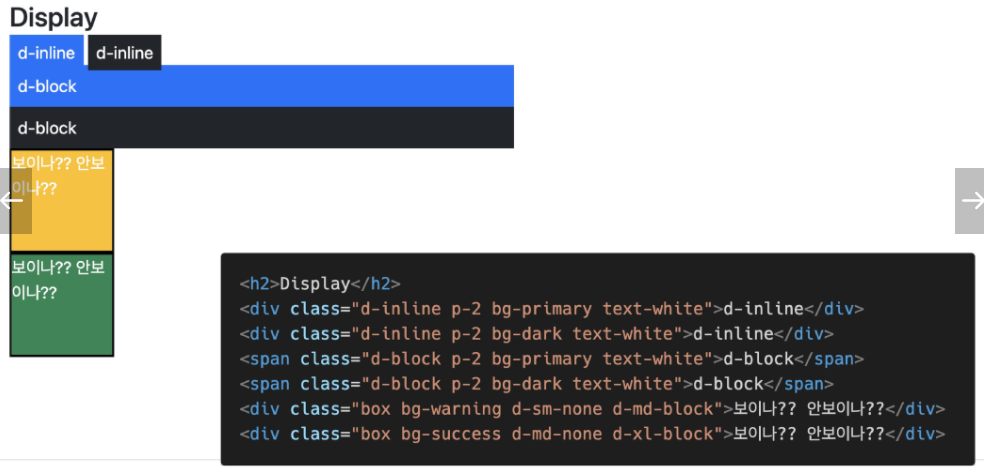 Display
d-inline d-inline
d-block
d-block
보이나?? 안보
이나??
보이나?? 안보
이나??
<h2>Display</h2>
<div class="d-inline p-2 bg-primary text-white">d-inline</div>
<div class="d-inline p-2 bg-dark text-white">d-inline</div>
<span class="d-block p-2 bg-primary text-white">d-block</span>
<span class="d-block p-2 bg-dark text-white">d-block</span>
<div class="box bg-warning d-sm-none d-md-block">보이나?? 안보이나??</div>
<div class="box bg-success d-md-none d-xl-block">보이나?? 안보이나??</div>